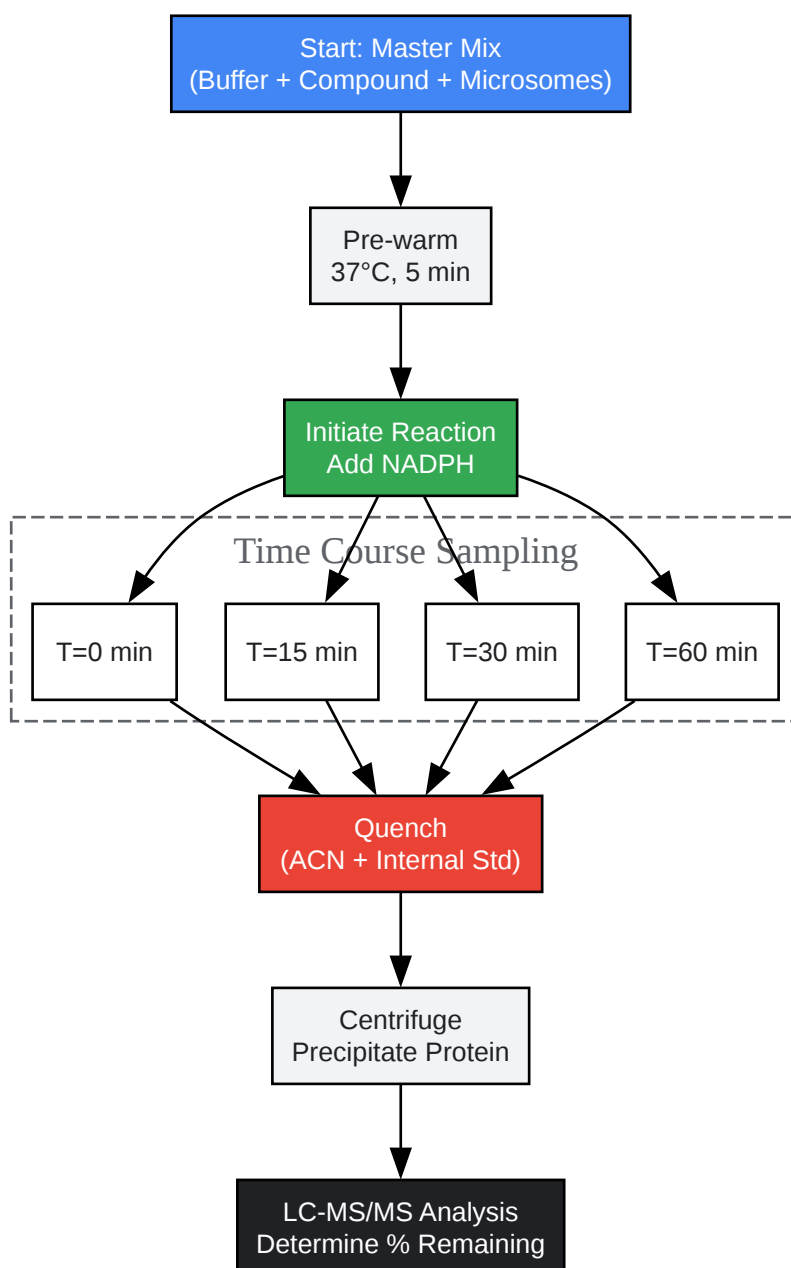 Start: Master Mix
(Buffer + Compound + Microsomes)
Pre-warm
37°C, 5 min
Initiate Reaction
Add NADPH
Time Course Sampling
T=0 min
T=15 min
T=30 min
T=60 min
Quench
(ACN + Internal Std)
Centrifuge
Precipitate Protein
LC-MS/MS Analysis
Determine % Remaining